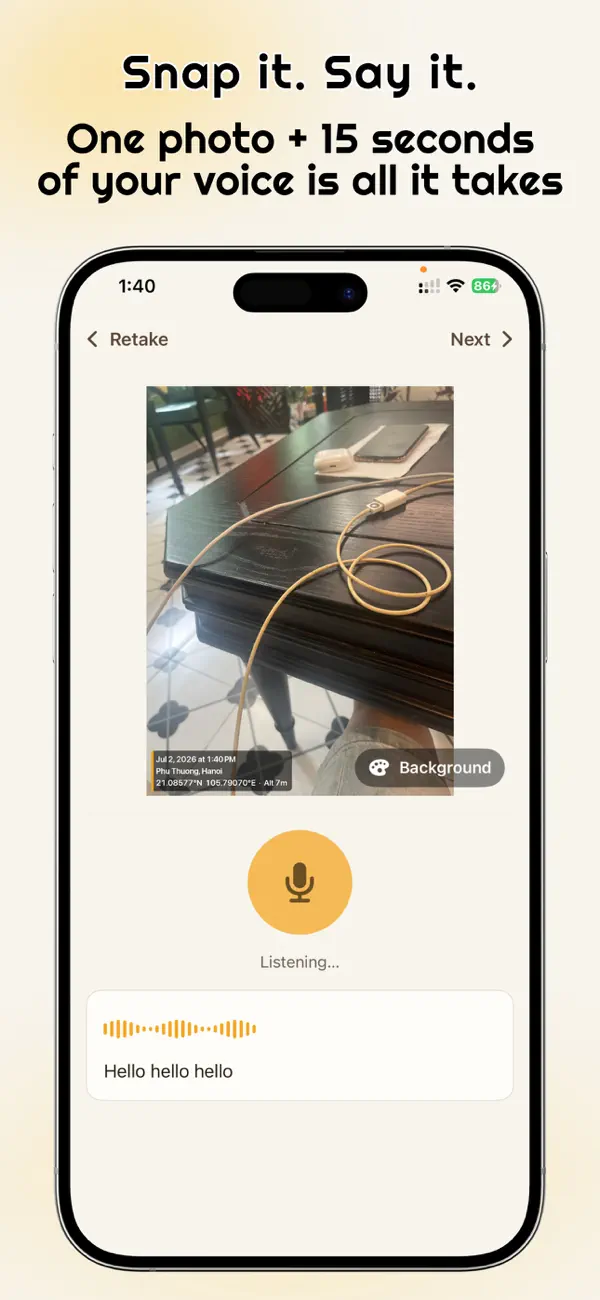 Snap it. Say it.
One photo + 15 seconds
of your voice is all it takes
1:40
86
Retake
Next
Jul 2, 2026 at 1:40 PM
Phu Thuong, Hanoi
21.08577°N 105.79070°E · Alt 7m
Background
Listening...
Hello hello hello